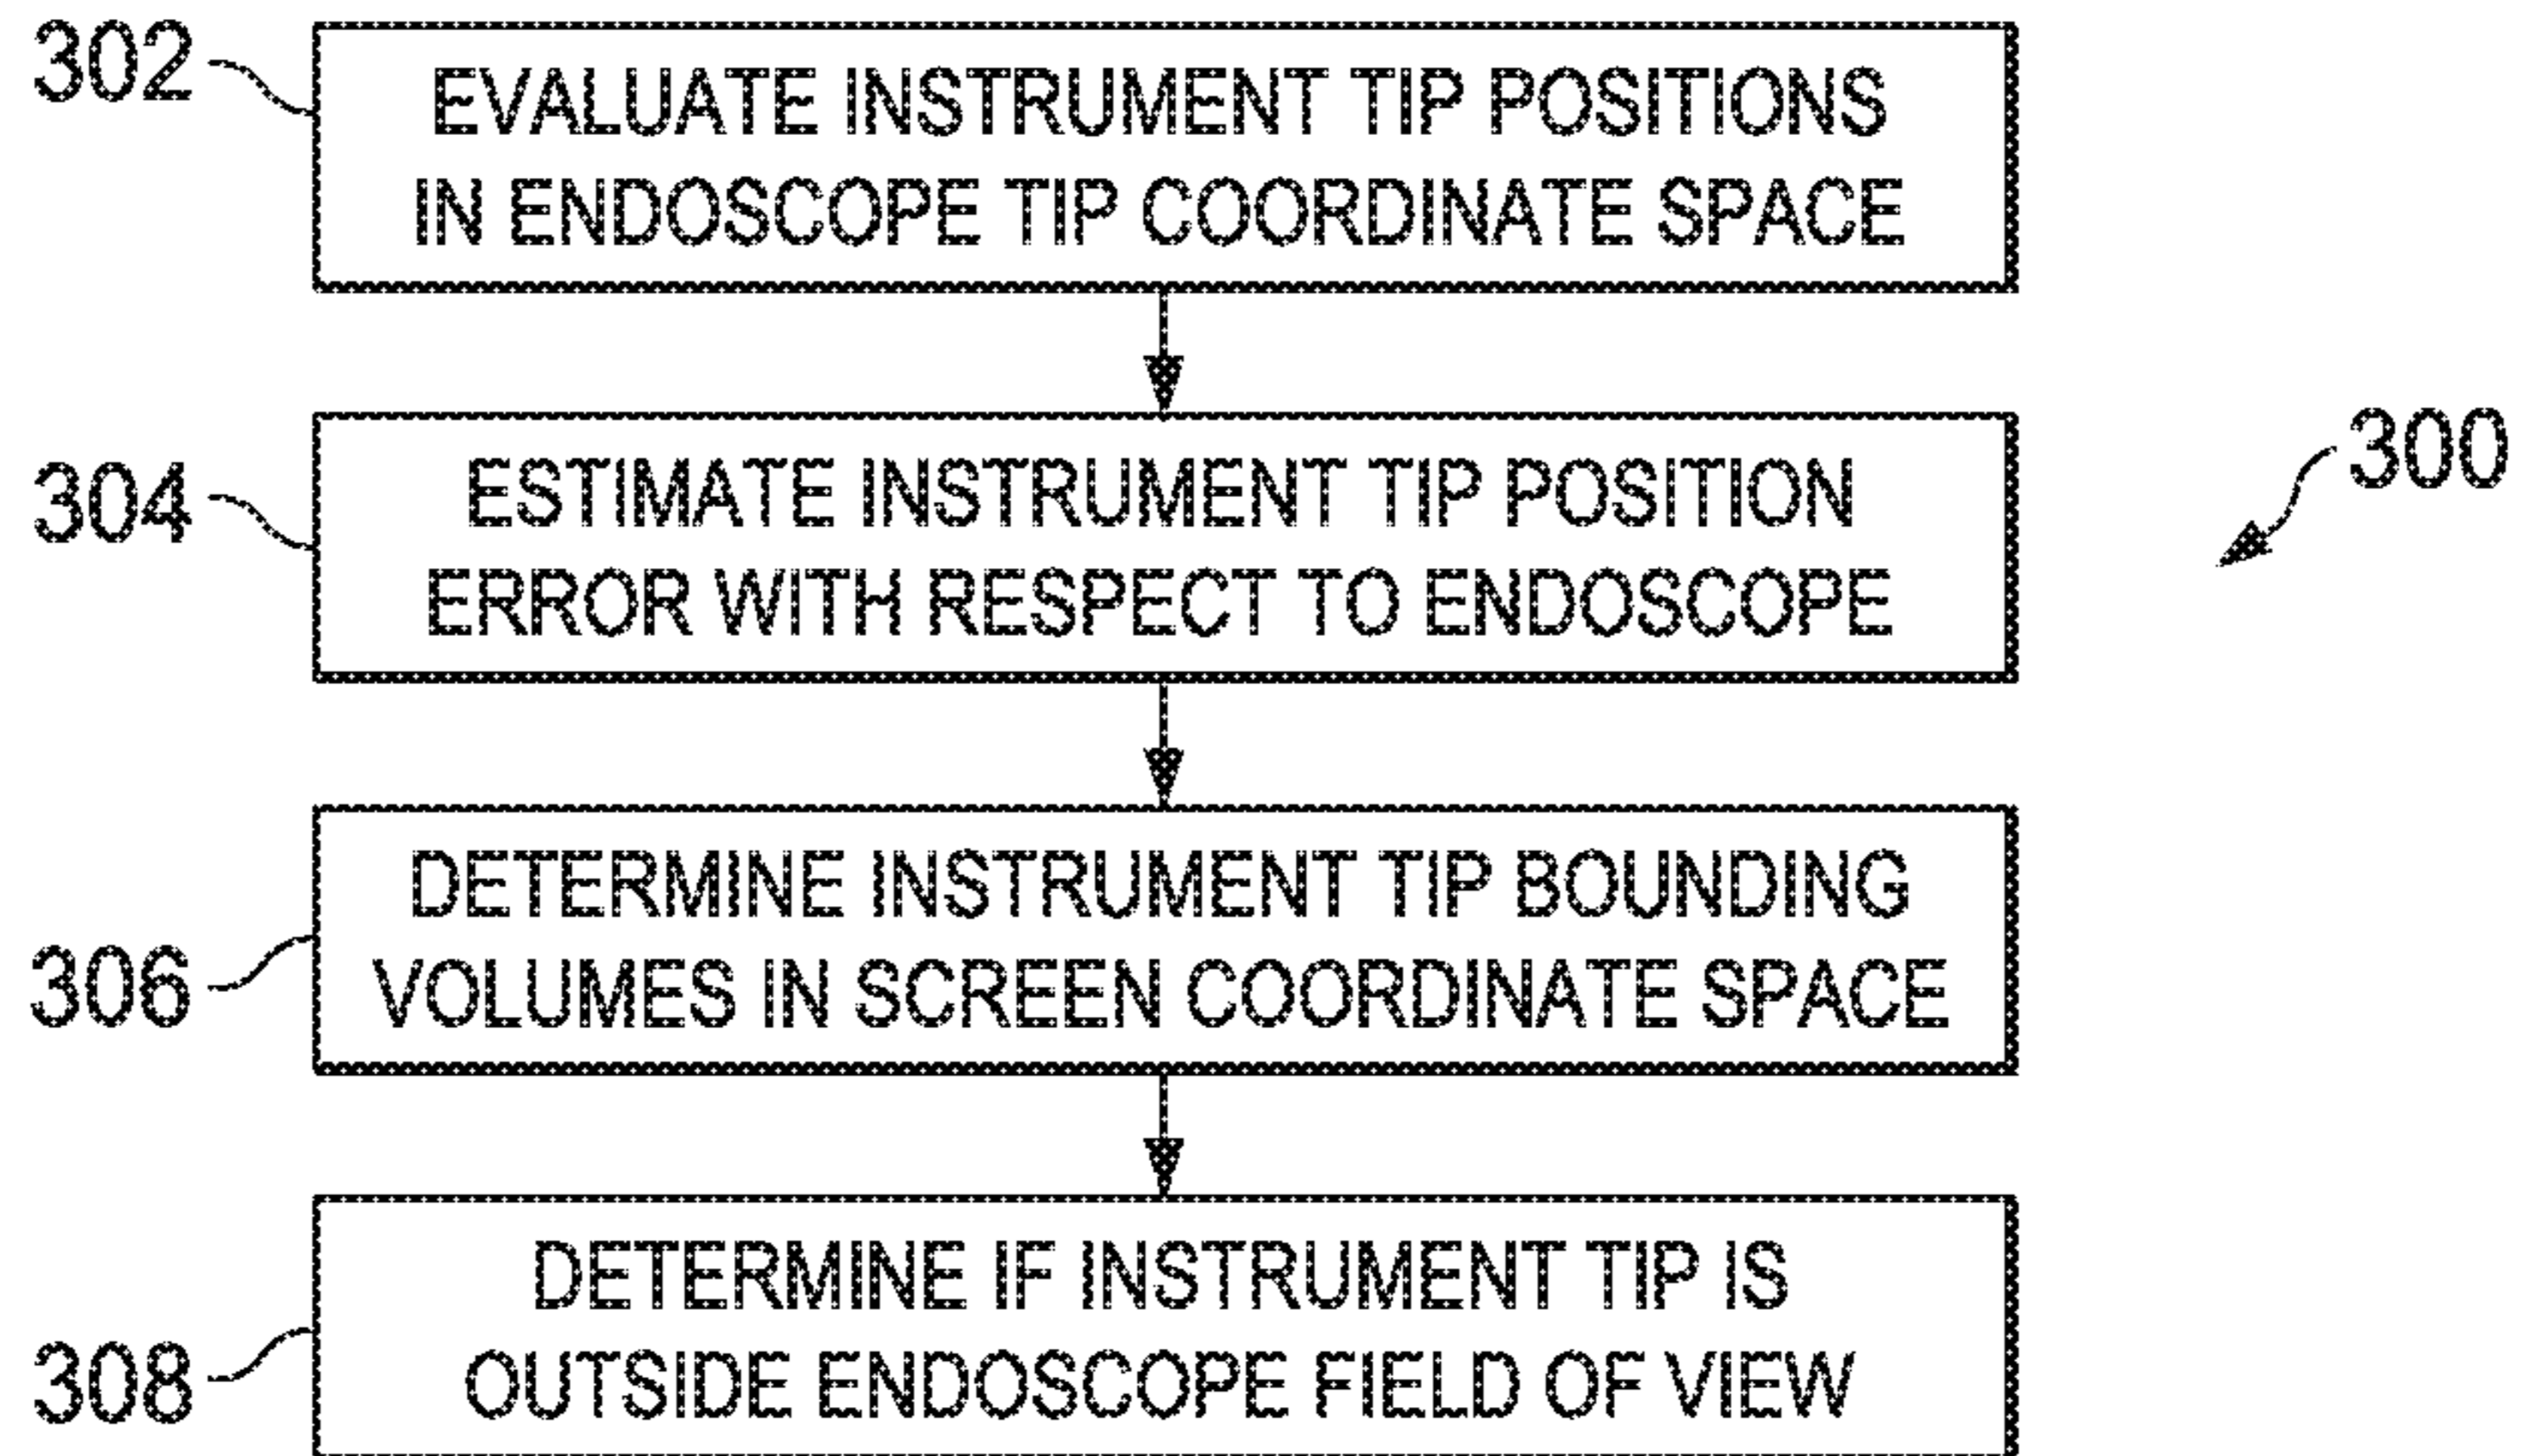 302
EVALUATE INSTRUMENT TIP POSITIONS
IN ENDOSCOPE TIP COORDINATE SPACE
304
ESTIMATE INSTRUMENT TIP POSITION
ERROR WITH RESPECT TO ENDOSCOPE
300
306
DETERMINE INSTRUMENT TIP BOUNDING
VOLUMES IN SCREEN COORDINATE SPACE
308
DETERMINE IF INSTRUMENT TIP IS
OUTSIDE ENDOSCOPE FIELD OF VIEW